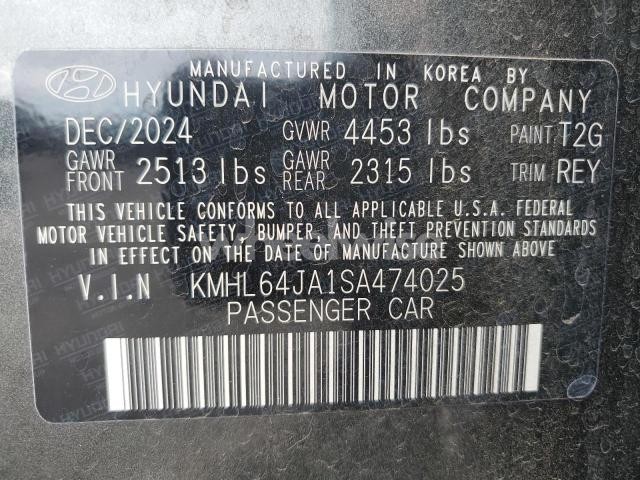 MANUFACTURED IN KOREA BY
HYUNDAI MOTOR COMPANY
DEC/2024 GVWR 4453 lbs PAINT T2G
GAWR FRONT 2513 lbs GAWR REAR 2315 lbs TRIM REY
THIS VEHICLE CONFORMS TO ALL APPLICABLE U.S.A. FEDERAL
MOTOR VEHICLE SAFETY, BUMPER, AND THEFT PREVENTION STANDARDS
IN EFFECT ON THE DATE OF MANUFACTURE SHOWN ABOVE.
V.I.N KMHL64JA1SA474025
PASSENGER CAR